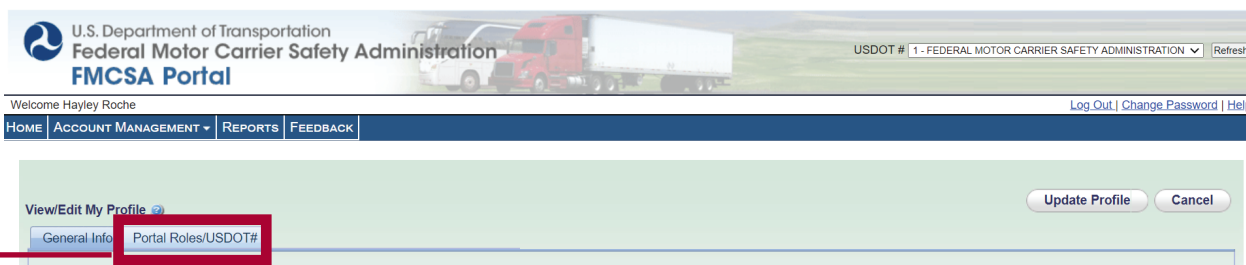 U.S. Department of Transportation
Federal Motor Carrier Safety Administration
FMCSA Portal
USDOT # 1 - FEDERAL MOTOR CARRIER SAFETY ADMINISTRATION Refresh
Welcome Hayley Roche
Log Out | Change Password | Hel
HOME ACCOUNT MANAGEMENT REPORTS FEEDBACK
Update Profile Cancel
View/Edit My Profile
General Info Portal Roles/USDOT#